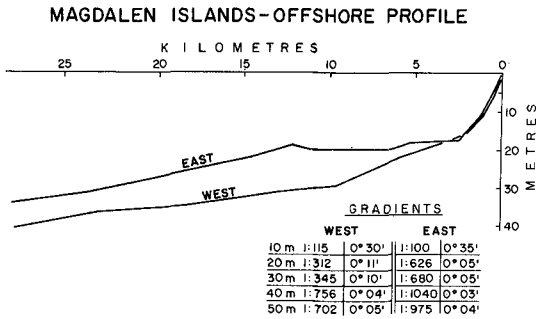 MAGDALEN ISLANDS-OFFSHORE PROFILE
KILOMETRES
25 20 15 10 5 0
10
20
30
40
METRES
EAST
WEST
GRADIENTS
WEST EAST
10 m 1:115 0° 30' 1:100 0° 35'
20 m 1:312 0° 11' 1:626 0° 05'
30 m 1:345 0° 10' 1:680 0° 05'
40 m 1:756 0° 04' 1:1040 0° 03'
50 m 1:702 0° 05' 1:975 0° 04'